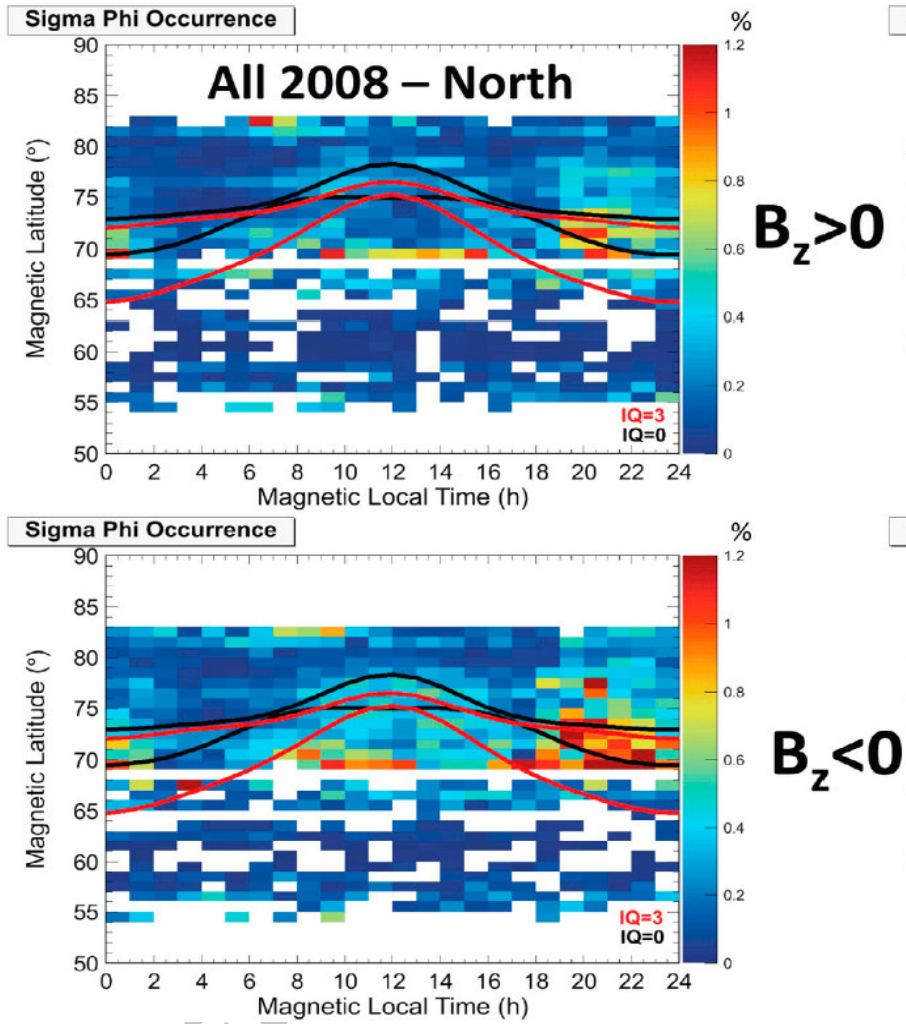 Sigma Phi Occurrence
%
All 2008 – North
90
85
80
75
70
65
60
55
50
Magnetic Latitude (°)
0 2 4 6 8 10 12 14 16 18 20 22 24
Magnetic Local Time (h)
IQ=3
IQ=0
1.2
1
0.8
0.6
0.4
0.2
0
Bz>0
Sigma Phi Occurrence
%
90
85
80
75
70
65
60
55
50
Magnetic Latitude (°)
0 2 4 6 8 10 12 14 16 18 20 22 24
Magnetic Local Time (h)
IQ=3
IQ=0
1.2
1
0.8
0.6
0.4
0.2
0
Bz<0